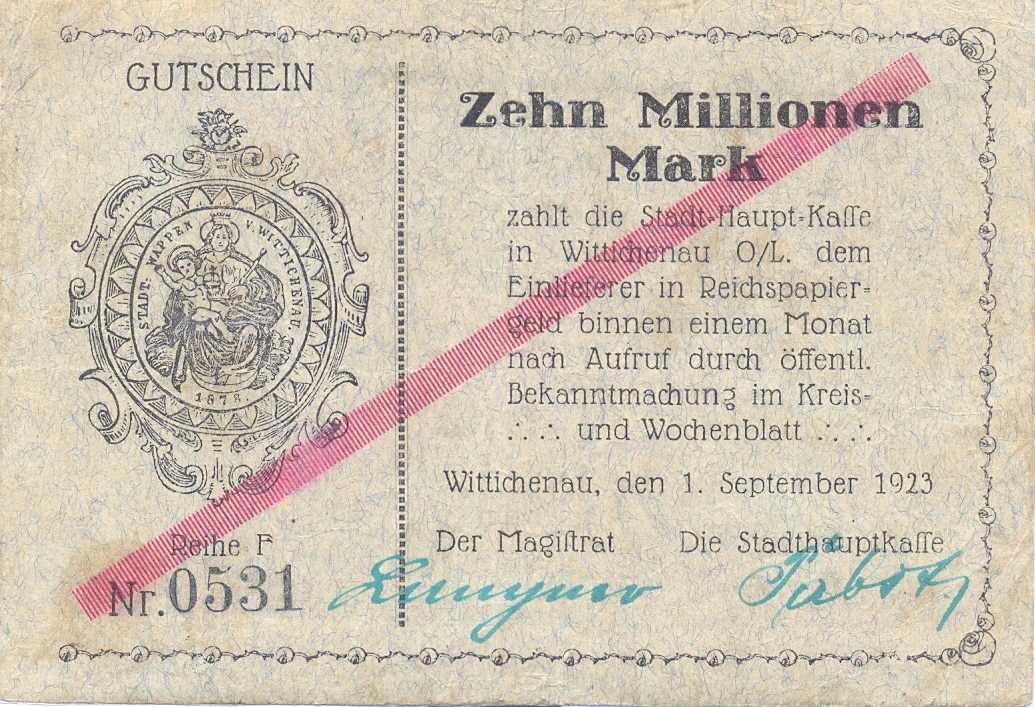 GUTSCHEIN
STADT-WAPPEN V. WITTICHENAU.
1878.
Reihe F
Nr. 0531
Zehn Millionen
Mark
zahlt die Stadt-Haupt-Kaſſe
in Wittichenau O/L. dem
Einlieferer in Reichspapier-
geld binnen einem Monat
nach Aufruf durch öffentl.
Bekanntmachung im Kreis-
und Wochenblatt
Wittichenau, den 1. September 1923
Der Magiſtrat Die Stadthauptkaſſe